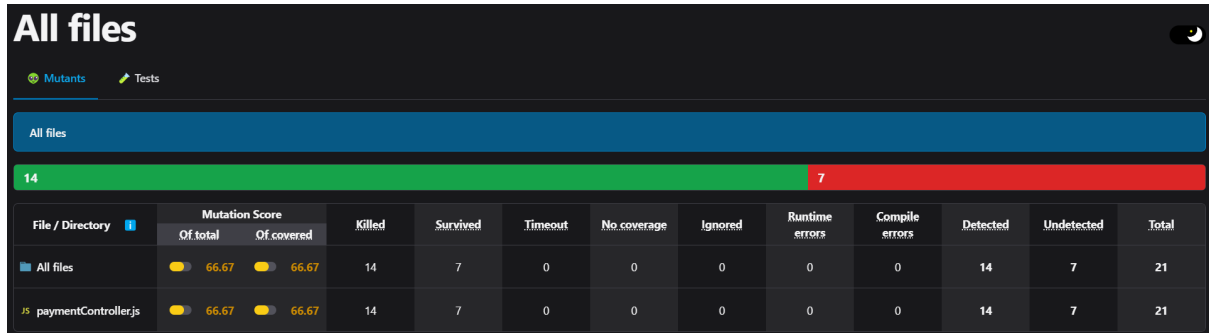 All files
👽 Mutants 🧪 Tests
All files
14 7
File / Directory i Mutation Score Killed Survived Timeout No coverage Ignored Runtime errors Compile errors Detected Undetected Total
Of total Of covered
All files 66.67 66.67 14 7 0 0 0 0 0 14 7 21
JS paymentController.js 66.67 66.67 14 7 0 0 0 0 0 14 7 21